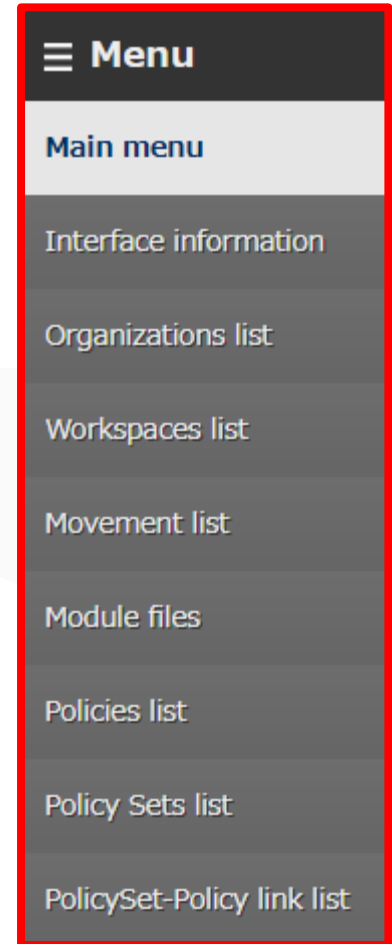 Menu
Main menu
Interface information
Organizations list
Workspaces list
Movement list
Module files
Policies list
Policy Sets list
PolicySet-Policy link list